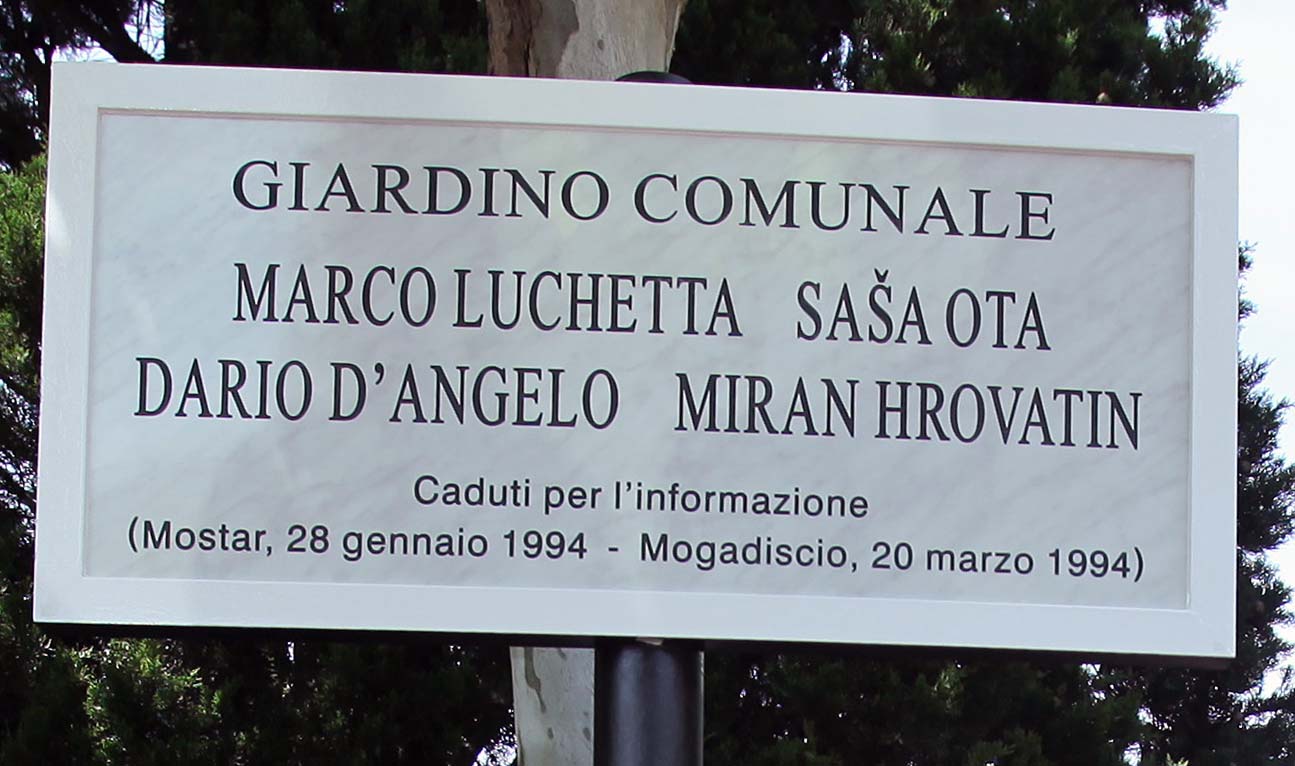 GIARDINO COMUNALE
MARCO LUCHETTA SAŠA OTA
DARIO D'ANGELO MIRAN HROVATIN
Caduti per l'informazione
(Mostar, 28 gennaio 1994 - Mogadiscio, 20 marzo 1994)